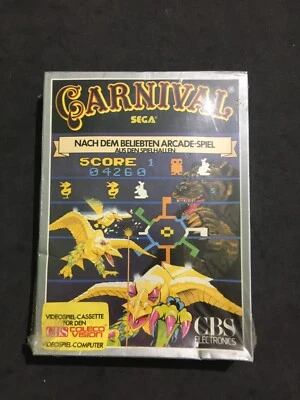 CARNIVAL
SEGA
NACH DEM BELIEBTEN ARCADE-SPIEL
AUS DEN SPIELHALLEN
SCORE 1
04260
VIDEOSPIEL-CASSETTE
FÜR DEN
CBS COLECO
VISION
VIDEOSPIEL-COMPUTER
CBS
ELECTRONICS